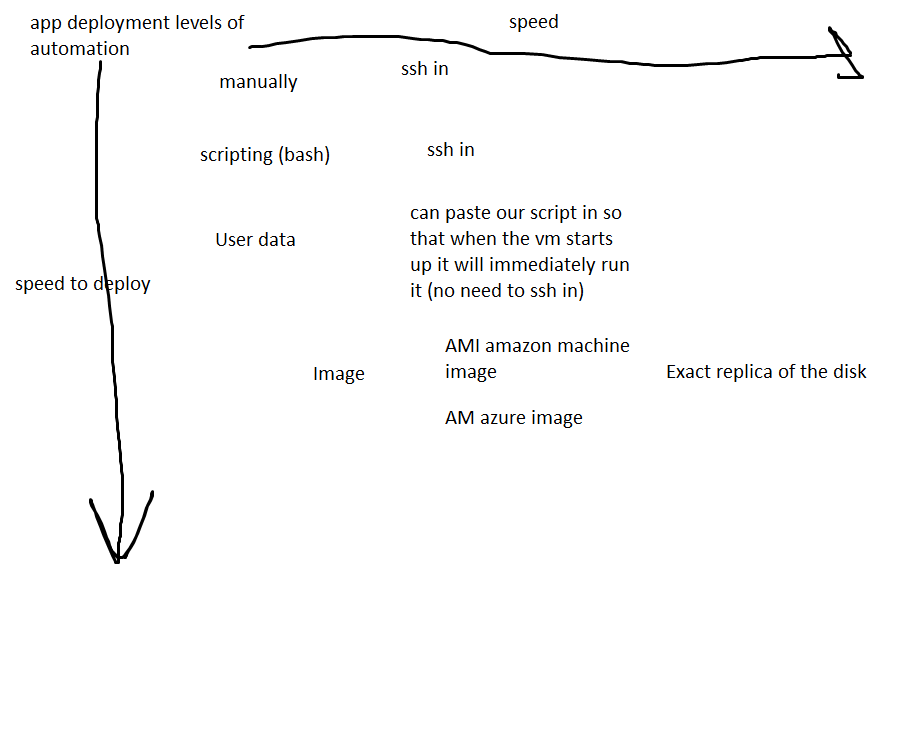 app deployment levels of
automation
speed
manually
ssh in
scripting (bash)
ssh in
User data
can paste our script in so
that when the vm starts
up it will immediately run
it (no need to ssh in)
speed to deploy
Image
AMI amazon machine
image
AM azure image
Exact replica of the disk